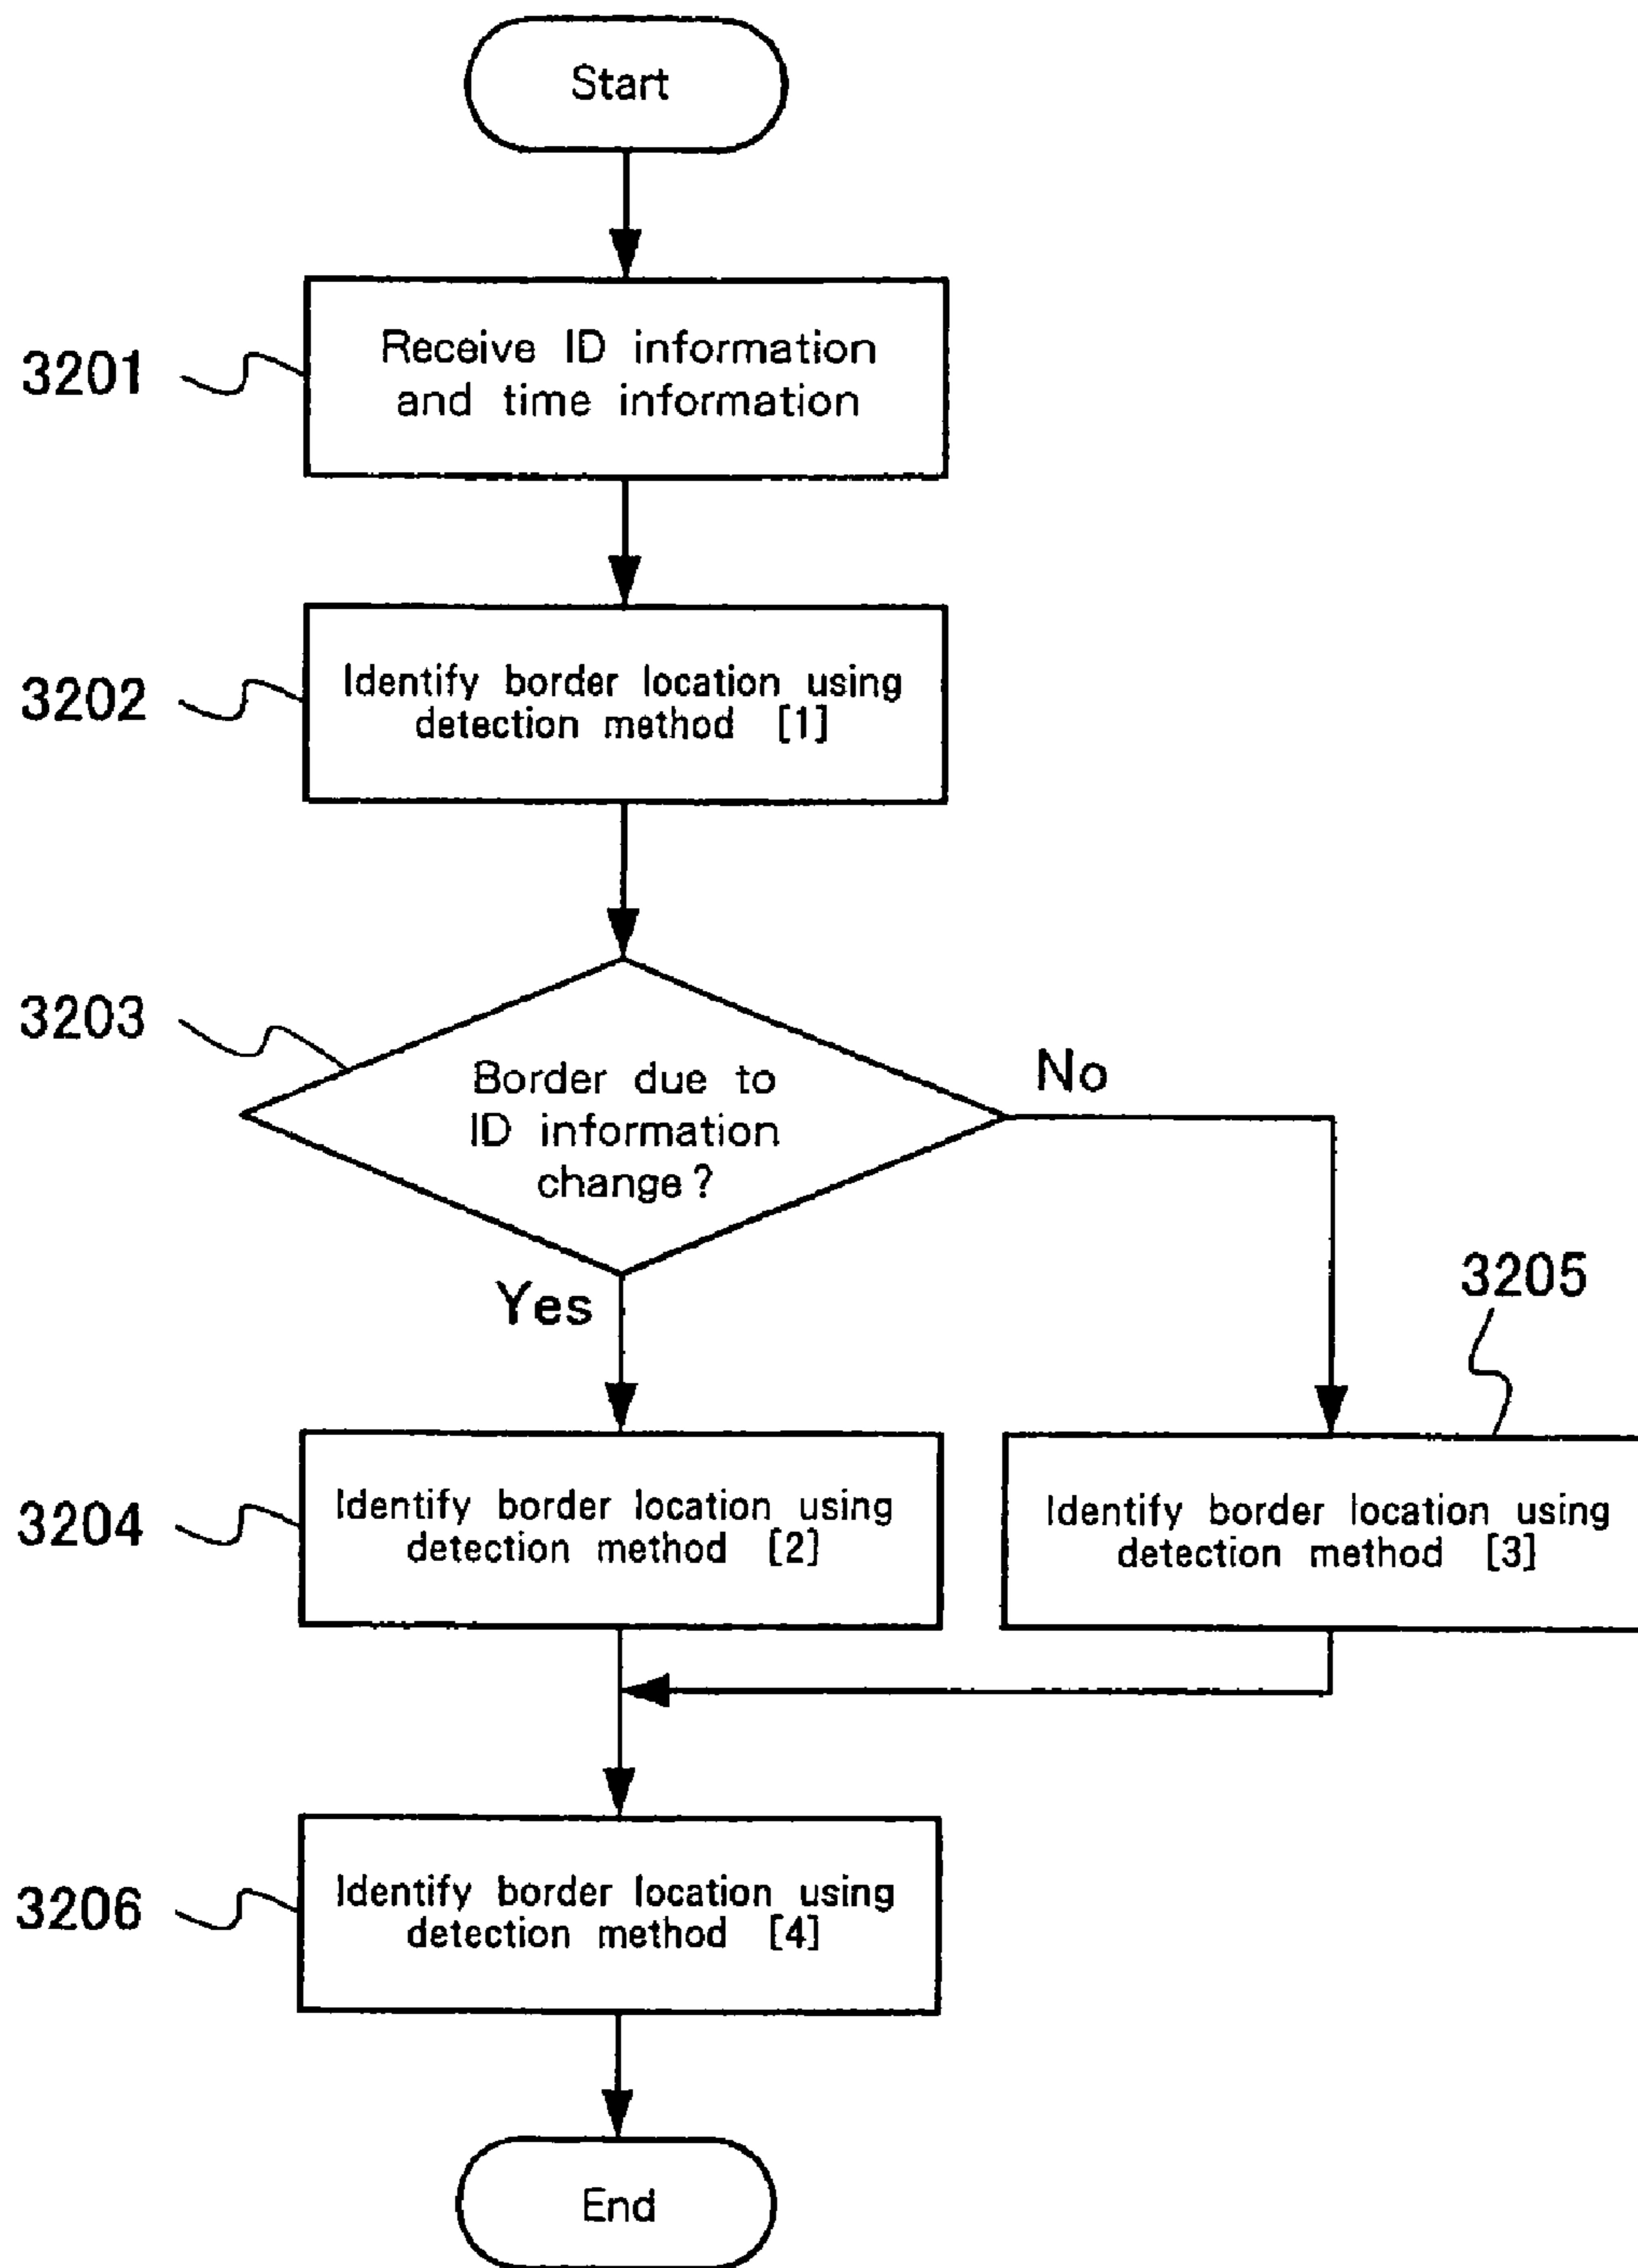 Start
3201
Receive ID information
and time information
3202
Identify border location using
detection method [1]
3203
Border due to
ID information
change?
No
Yes
3205
3204
Identify border location using
detection method [2]
Identify border location using
detection method [3]
3206
Identify border location using
detection method [4]
End